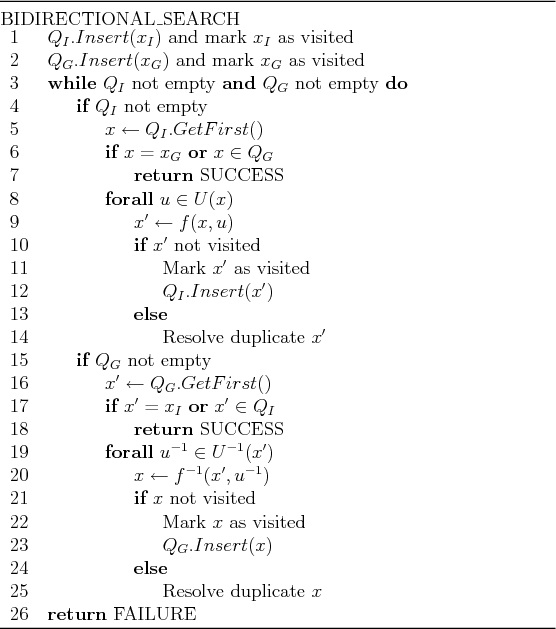 BIDIRECTIONAL_SEARCH
1 Q_I.Insert(x_I) and mark x_I as visited
2 Q_G.Insert(x_G) and mark x_G as visited
3 while Q_I not empty and Q_G not empty do
4 if Q_I not empty
5 x ← Q_I.GetFirst()
6 if x = x_G or x ∈ Q_G
7 return SUCCESS
8 forall u ∈ U(x)
9 x′ ← f(x, u)
10 if x′ not visited
11 Mark x′ as visited
12 Q_I.Insert(x′)
13 else
14 Resolve duplicate x′
15 if Q_G not empty
16 x′ ← Q_G.GetFirst()
17 if x′ = x_I or x′ ∈ Q_I
18 return SUCCESS
19 forall u⁻¹ ∈ U⁻¹(x′)
20 x ← f⁻¹(x′, u⁻¹)
21 if x not visited
22 Mark x as visited
23 Q_G.Insert(x)
24 else
25 Resolve duplicate x
26 return FAILURE